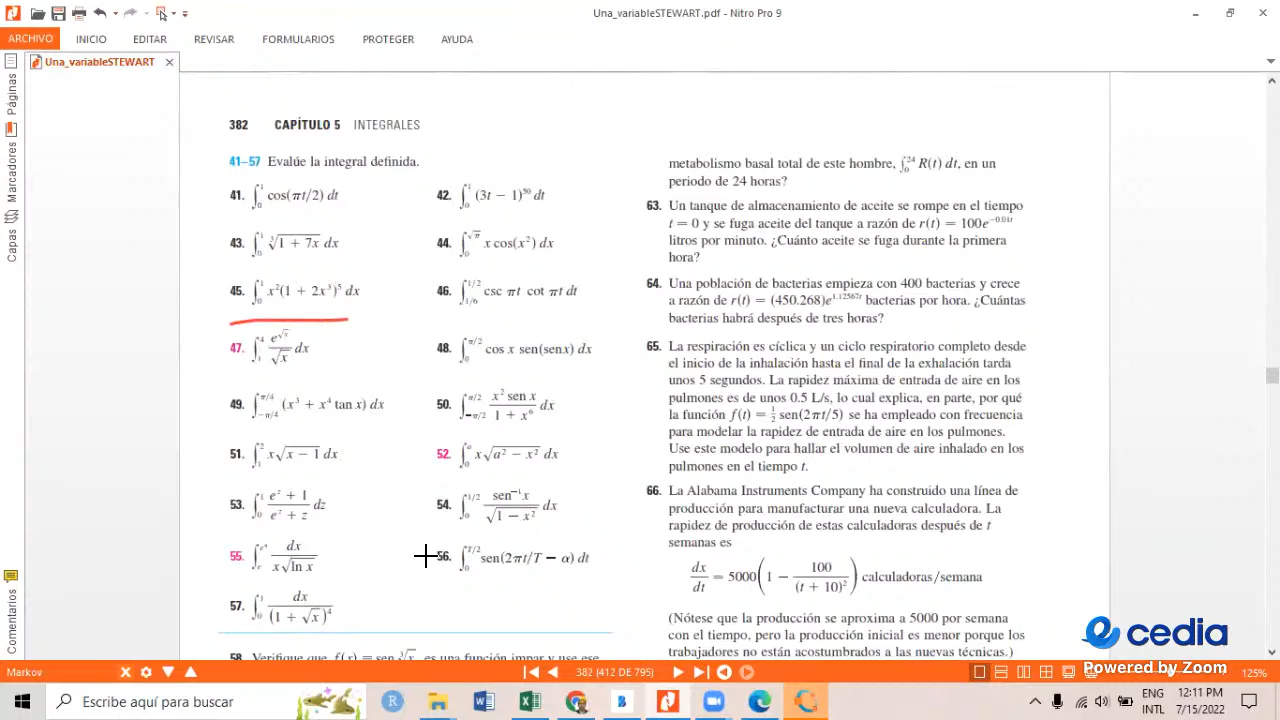 Una_variableSTEWART.pdf - Nitro Pro 9
ARCHIVO INICIO EDITAR REVISAR FORMULARIOS PROTEGER AYUDA
Una_variableSTEWART
Páginas
Marcadores
Capas
Comentarios
382 CAPÍTULO 5 INTEGRALES
41–57 Evalúe la integral definida.
41. ∫₀¹ cos(πt/2) dt
42. ∫₀¹ (3t − 1)⁵⁰ dt
43. ∫₀¹ ∛(1 + 7x) dx
44. ∫₀^√π x cos(x²) dx
45. ∫₀¹ x²(1 + 2x³)⁵ dx
46. ∫_{1/6}^{1/2} csc πt cot πt dt
47. ∫₁⁴ e^√x / √x dx
48. ∫₀^{π/2} cos x sen(senx) dx
49. ∫_{−π/4}^{π/4} (x³ + x⁴ tan x) dx
50. ∫_{−π/2}^{π/2} x² sen x / (1 + x⁶) dx
51. ∫₁² x√(x − 1) dx
52. ∫₀^a x√(a² − x²) dx
53. ∫₀¹ (e^z + 1) / (e^z + z) dz
54. ∫₀^{1/2} sen⁻¹x / √(1 − x²) dx
55. ∫_e^{e⁴} dx / (x√(ln x))
56. ∫₀^{T/2} sen(2πt/T − α) dt
57. ∫₀¹ dx / (1 + √x)⁴
58. Verifique que f(x) = sen ∛x es una función impar y use ese
metabolismo basal total de este hombre, ∫₀²⁴ R(t) dt, en un
periodo de 24 horas?
63. Un tanque de almacenamiento de aceite se rompe en el tiempo
t = 0 y se fuga aceite del tanque a razón de r(t) = 100e^{−0.01t}
litros por minuto. ¿Cuánto aceite se fuga durante la primera
hora?
64. Una población de bacterias empieza con 400 bacterias y crece
a razón de r(t) = (450.268)e^{1.12567t} bacterias por hora. ¿Cuántas
bacterias habrá después de tres horas?
65. La respiración es cíclica y un ciclo respiratorio completo desde
el inicio de la inhalación hasta el final de la exhalación tarda
unos 5 segundos. La rapidez máxima de entrada de aire en los
pulmones es de unos 0.5 L/s, lo cual explica, en parte, por qué
la función f(t) = ½ sen(2πt/5) se ha empleado con frecuencia
para modelar la rapidez de entrada de aire en los pulmones.
Use este modelo para hallar el volumen de aire inhalado en los
pulmones en el tiempo t.
66. La Alabama Instruments Company ha construido una línea de
producción para manufacturar una nueva calculadora. La
rapidez de producción de estas calculadoras después de t
semanas es
dx/dt = 5000(1 − 100/(t + 10)²) calculadoras/semana
(Nótese que la producción se aproxima a 5000 por semana
con el tiempo, pero la producción inicial es menor porque los
trabajadores no están acostumbrados a las nuevas técnicas.)
cedia
Powered by Zoom
Markov
382 (412 DE 795)
125%
Escribe aquí para buscar
ENG
INTL
12:11 PM
7/15/2022